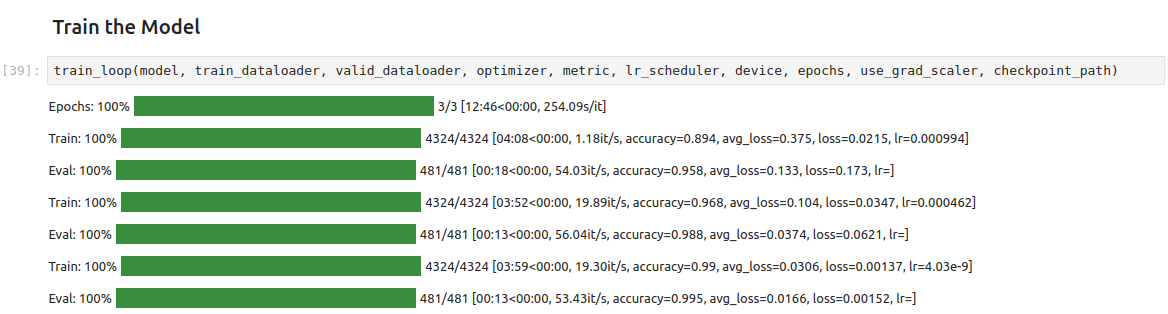 Train the Model
[39]: train_loop(model, train_dataloader, valid_dataloader, optimizer, metric, lr_scheduler, device, epochs, use_grad_scaler, checkpoint_path)
Epochs: 100% 3/3 [12:46<00:00, 254.09s/it]
Train: 100% 4324/4324 [04:08<00:00, 1.18it/s, accuracy=0.894, avg_loss=0.375, loss=0.0215, lr=0.000994]
Eval: 100% 481/481 [00:18<00:00, 54.03it/s, accuracy=0.958, avg_loss=0.133, loss=0.173, lr=]
Train: 100% 4324/4324 [03:52<00:00, 19.89it/s, accuracy=0.968, avg_loss=0.104, loss=0.0347, lr=0.000462]
Eval: 100% 481/481 [00:13<00:00, 56.04it/s, accuracy=0.988, avg_loss=0.0374, loss=0.0621, lr=]
Train: 100% 4324/4324 [03:59<00:00, 19.30it/s, accuracy=0.99, avg_loss=0.0306, loss=0.00137, lr=4.03e-9]
Eval: 100% 481/481 [00:13<00:00, 53.43it/s, accuracy=0.995, avg_loss=0.0166, loss=0.00152, lr=]